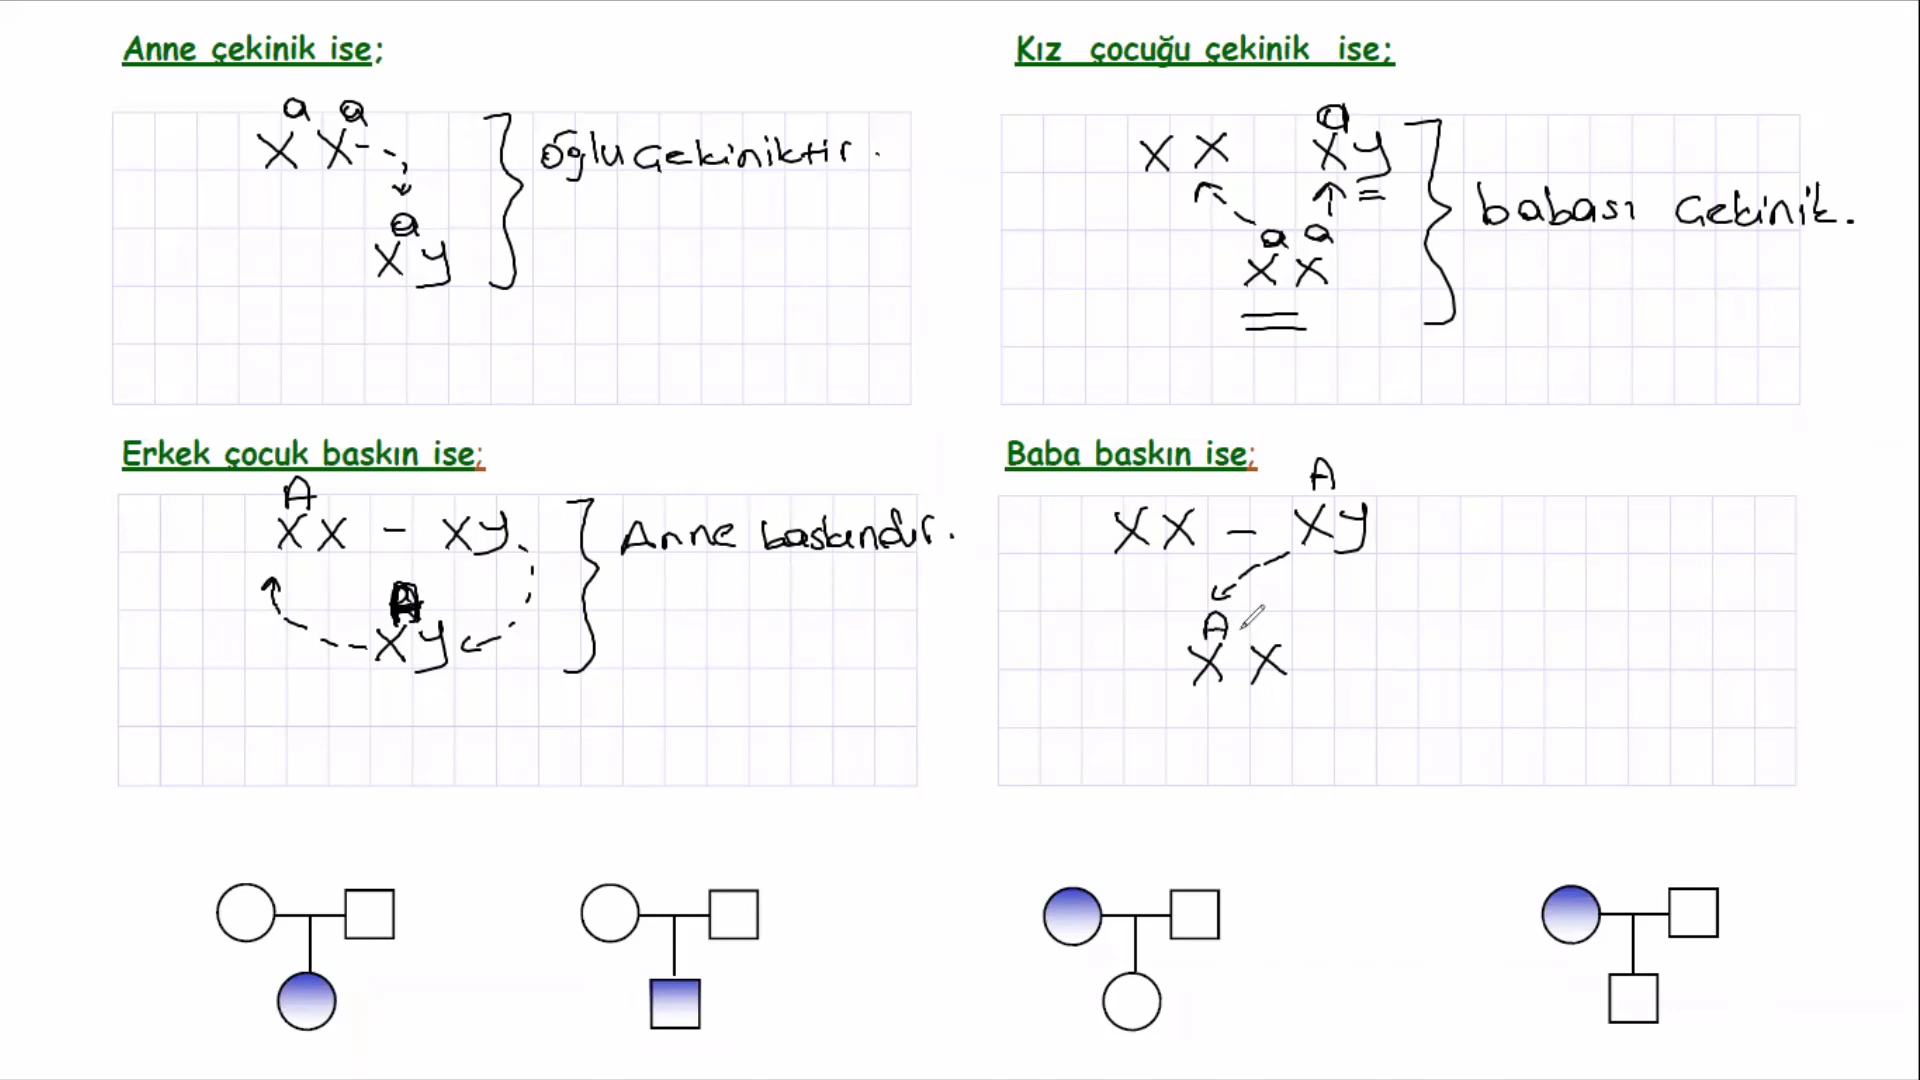 Anne çekinik ise;
a a
X X
a
X y
oğlu çekiniktir.
Kız çocuğu çekinik ise;
a
X X X y
a a
X X
babası çekinik.
Erkek çocuk baskın ise;
A
X X - X y
A
X y
Anne baskındır.
Baba baskın ise;
A
X X - X y
A
X X